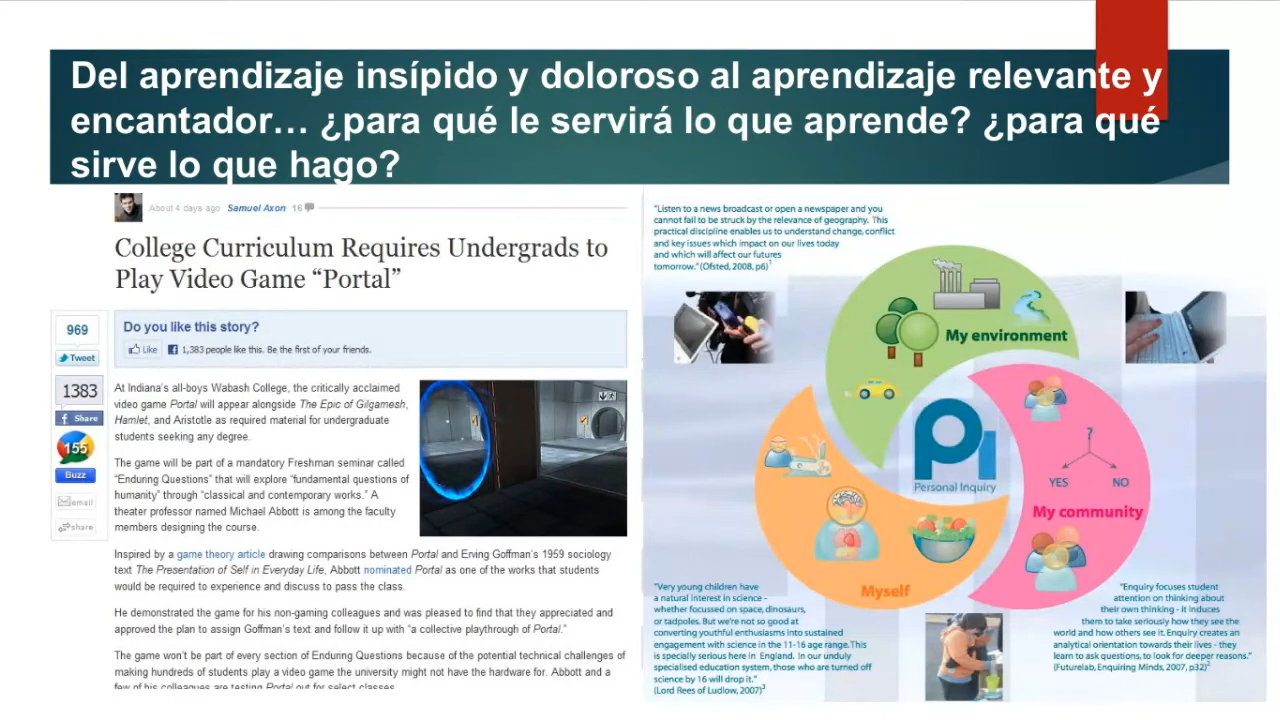 Del aprendizaje insípido y doloroso al aprendizaje relevante y
encantador… ¿para qué le servirá lo que aprende? ¿para qué
sirve lo que hago?
About 4 days ago Samuel Axon 16
College Curriculum Requires Undergrads to
Play Video Game “Portal”
969
Tweet
1383
Share
155
Buzz
email
share
Do you like this story?
Like 1,383 people like this. Be the first of your friends.
At Indiana's all-boys Wabash College, the critically acclaimed
video game Portal will appear alongside The Epic of Gilgamesh,
Hamlet, and Aristotle as required material for undergraduate
students seeking any degree.
The game will be part of a mandatory Freshman seminar called
“Enduring Questions” that will explore “fundamental questions of
humanity” through “classical and contemporary works.” A
theater professor named Michael Abbott is among the faculty
members designing the course.
Inspired by a game theory article drawing comparisons between Portal and Erving Goffman's 1959 sociology
text The Presentation of Self in Everyday Life, Abbott nominated Portal as one of the works that students
would be required to experience and discuss to pass the class.
He demonstrated the game for his non-gaming colleagues and was pleased to find that they appreciated and
approved the plan to assign Goffman's text and follow it up with “a collective playthrough of Portal.”
The game won't be part of every section of Enduring Questions because of the potential technical challenges of
making hundreds of students play a video game the university might not have the hardware for. Abbott and a
few of his colleagues are testing Portal out for select classes.
“Listen to a news broadcast or open a newspaper and you
cannot fail to be struck by the relevance of geography. This
practical discipline enables us to understand change, conflict
and key issues which impact on our lives today
and which will affect our futures
tomorrow.” (Ofsted, 2008, p6)1
My environment
PI
Personal Inquiry
?
YES NO
My community
Myself
“Very young children have
a natural interest in science -
whether focussed on space, dinosaurs,
or tadpoles. But we're not so good at
converting youthful enthusiasms into sustained
engagement with science in the 11-16 age range. This
is specially serious here in England. In our unduly
specialised education system, those who are turned off
science by 16 will drop it.”
(Lord Rees of Ludlow, 2007)3
“Enquiry focuses student
attention on thinking about
their own thinking - it induces
them to take seriously how they see the
world and how others see it. Enquiry creates an
analytical orientation towards their lives - they
learn to ask questions, to look for deeper reasons.”
(Futurelab, Enquiring Minds, 2007, p32)2